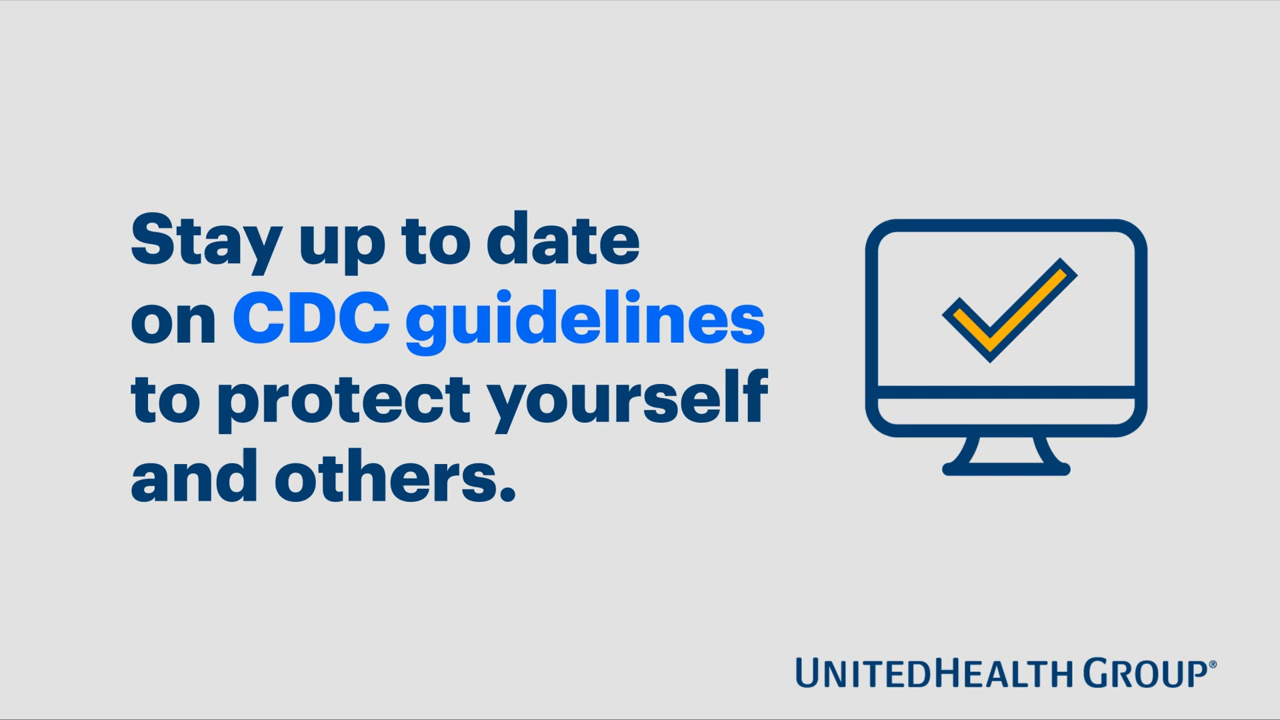 Stay up to date
on CDC guidelines
to protect yourself
and others.
UNITEDHEALTH GROUP®